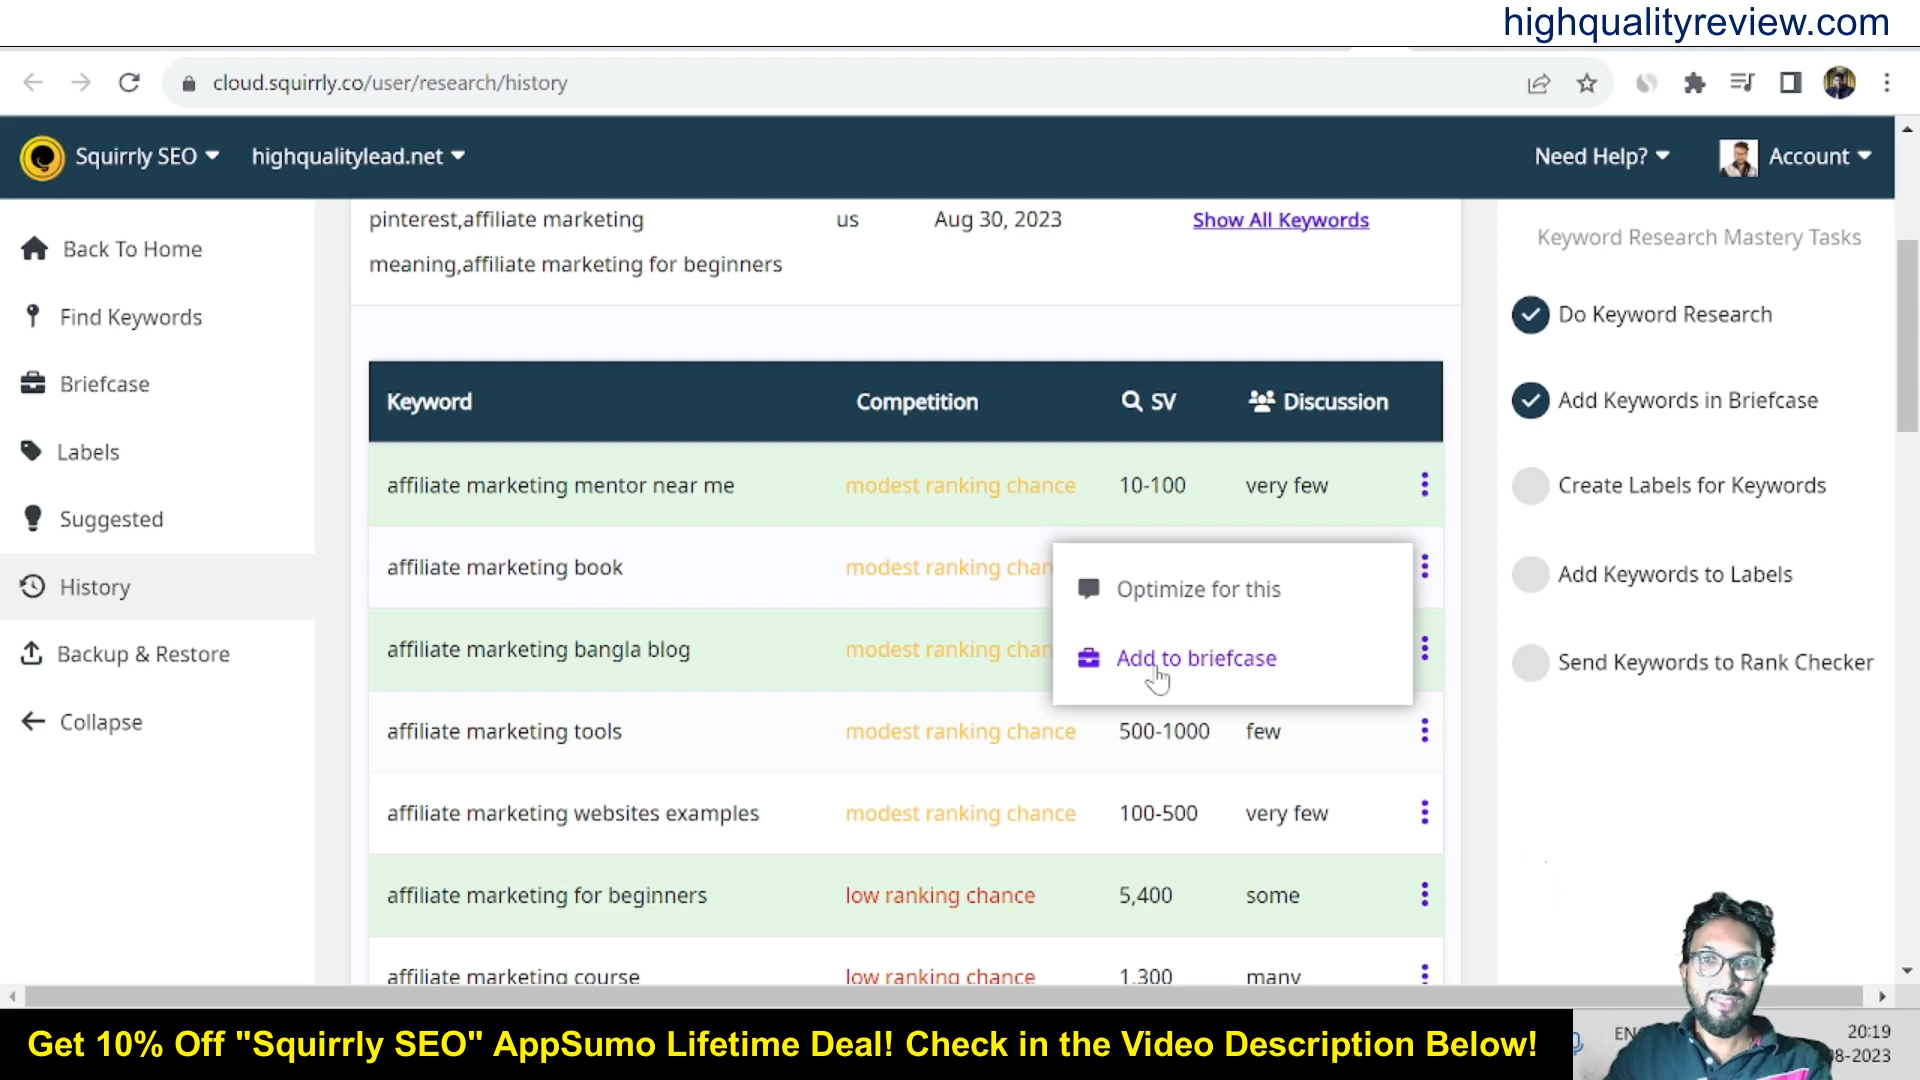 highqualityreview.com
cloud.squirrly.co/user/research/history
Squirrly SEO
highqualitylead.net
Need Help?
Account
Back To Home
Find Keywords
Briefcase
Labels
Suggested
History
Backup & Restore
Collapse
pinterest,affiliate marketing
meaning,affiliate marketing for beginners
us
Aug 30, 2023
Show All Keywords
Keyword Competition SV Discussion
affiliate marketing mentor near me modest ranking chance 10-100 very few
affiliate marketing book modest ranking
affiliate marketing bangla blog modest ranking
Optimize for this
Add to briefcase
affiliate marketing tools modest ranking chance 500-1000 few
affiliate marketing websites examples modest ranking chance 100-500 very few
affiliate marketing for beginners low ranking chance 5,400 some
affiliate marketing course low ranking chance 1,300 many
Keyword Research Mastery Tasks
Do Keyword Research
Add Keywords in Briefcase
Create Labels for Keywords
Add Keywords to Labels
Send Keywords to Rank Checker
Get 10% Off "Squirrly SEO" AppSumo Lifetime Deal! Check in the Video Description Below!
20:19
8-2023